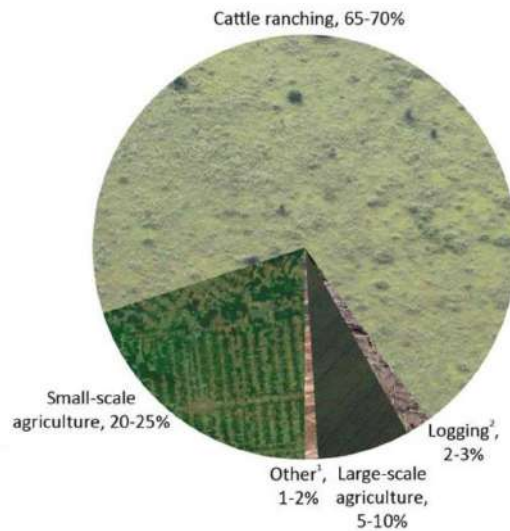 Cattle ranching, 65-70%
Small-scale
agriculture, 20-25%
Other¹,
1-2%
Large-scale
agriculture,
5-10%
Logging²,
2-3%